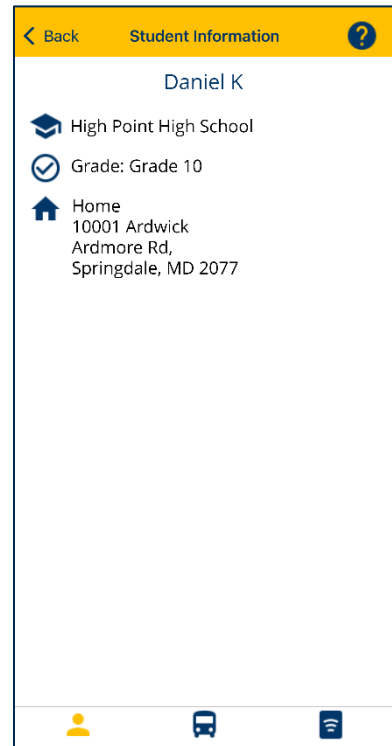 Back Student Information ?
Daniel K
High Point High School
Grade: Grade 10
Home
10001 Ardwick
Ardmore Rd,
Springdale, MD 2077